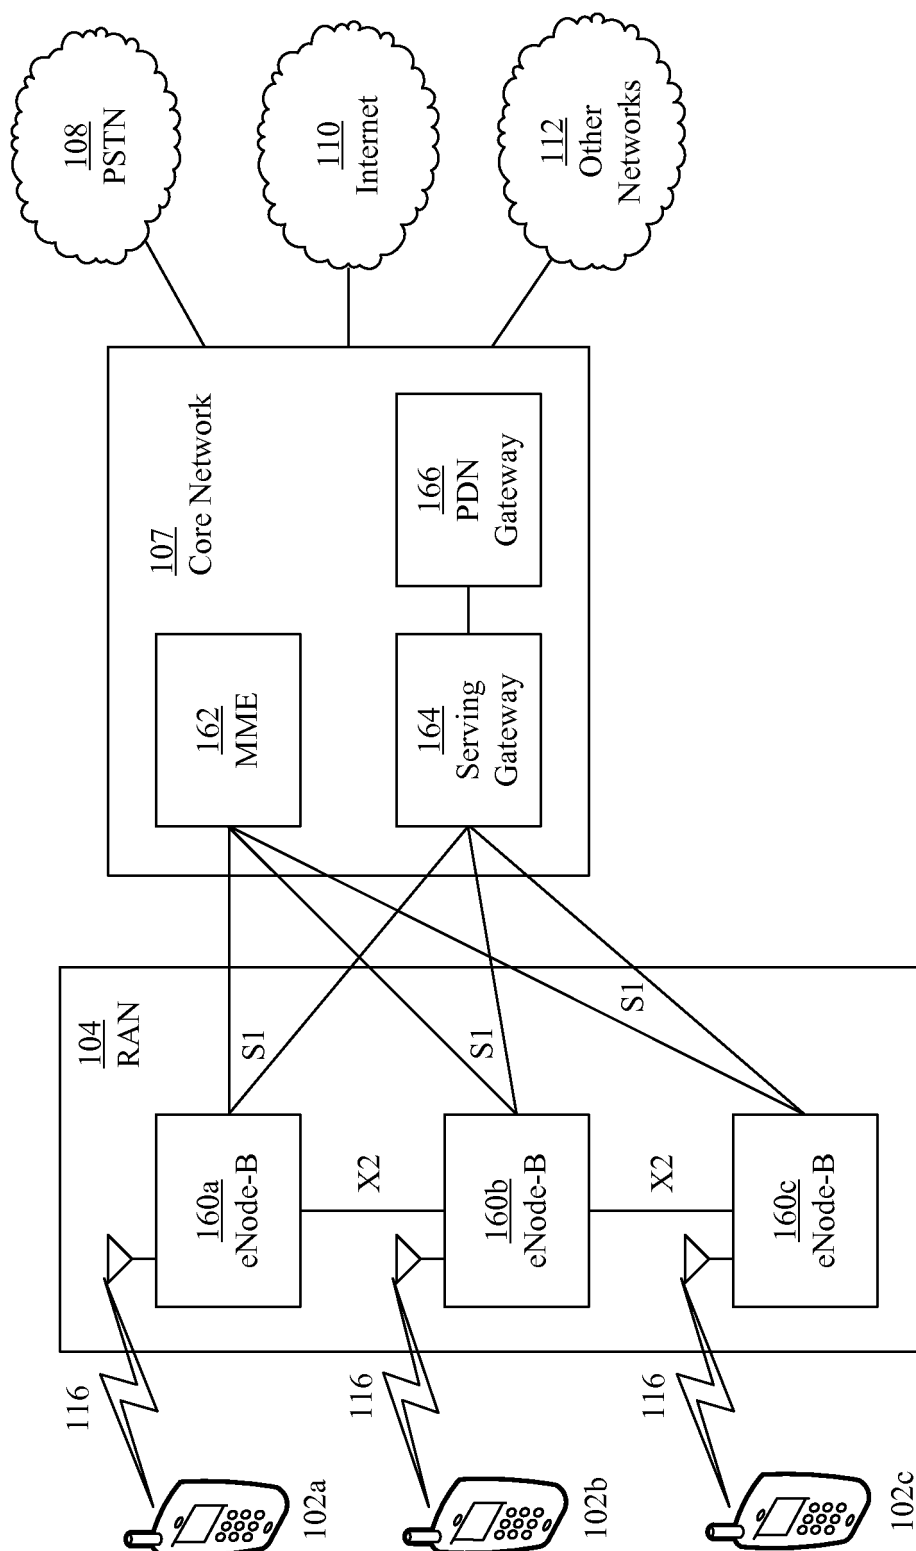 102a
102b
102c
116
116
116
104
RAN
160a
eNode-B
160b
eNode-B
160c
eNode-B
X2
X2
S1
S1
S1
107
Core Network
162
MME
164
Serving
Gateway
166
PDN
Gateway
108
PSTN
110
Internet
112
Other
Networks